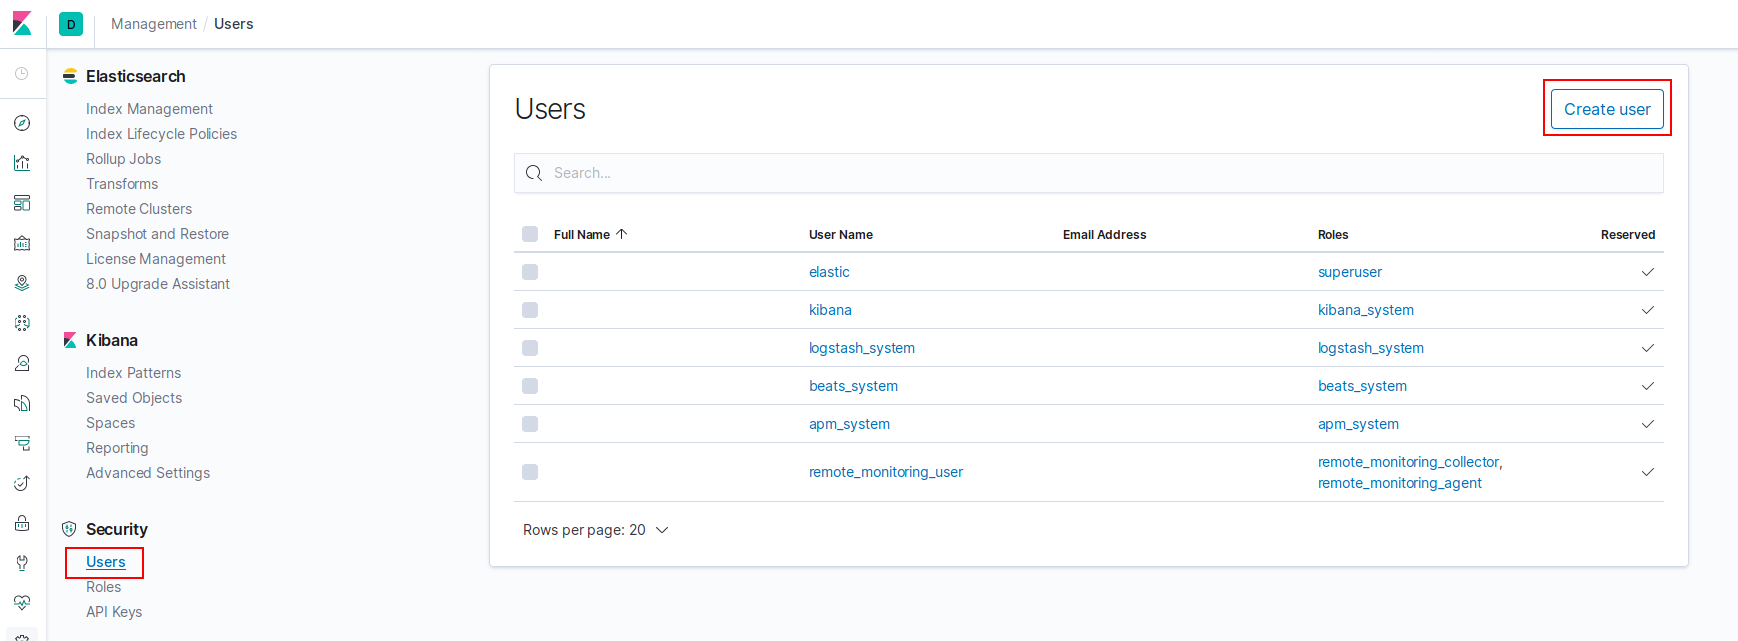 D Management / Users
Elasticsearch
Index Management
Index Lifecycle Policies
Rollup Jobs
Transforms
Remote Clusters
Snapshot and Restore
License Management
8.0 Upgrade Assistant
Kibana
Index Patterns
Saved Objects
Spaces
Reporting
Advanced Settings
Security
Users
Roles
API Keys
Users
Create user
Search...
Full Name User Name Email Address Roles Reserved
elastic superuser
kibana kibana_system
logstash_system logstash_system
beats_system beats_system
apm_system apm_system
remote_monitoring_user remote_monitoring_collector,
remote_monitoring_agent
Rows per page: 20